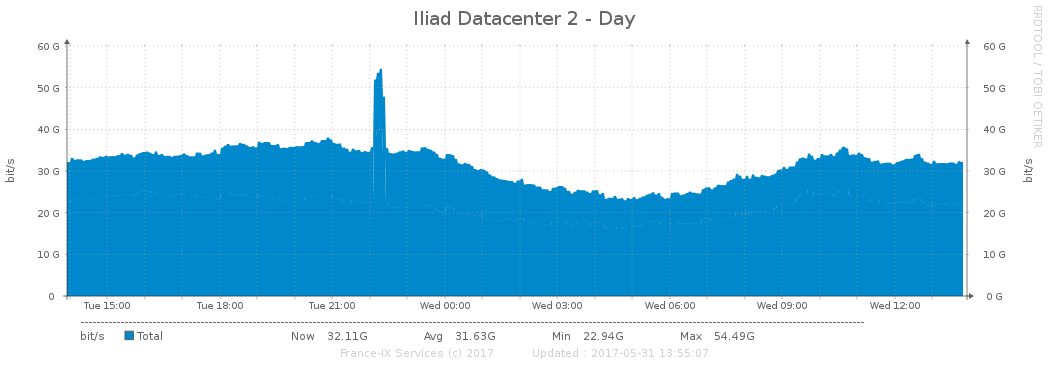 Iliad Datacenter 2 - Day
RRDTOOL / TOBI OETIKER
60 G 60 G
50 G 50 G
40 G 40 G
30 G 30 G
20 G 20 G
10 G 10 G
0 0 G
bit/s bit/s
Tue 15:00 Tue 18:00 Tue 21:00 Wed 00:00 Wed 03:00 Wed 06:00 Wed 09:00 Wed 12:00
bit/s Total Now 32.11G Avg 31.63G Min 22.94G Max 54.49G
France-IX Services (c) 2017 Updated : 2017-05-31 13:55:07